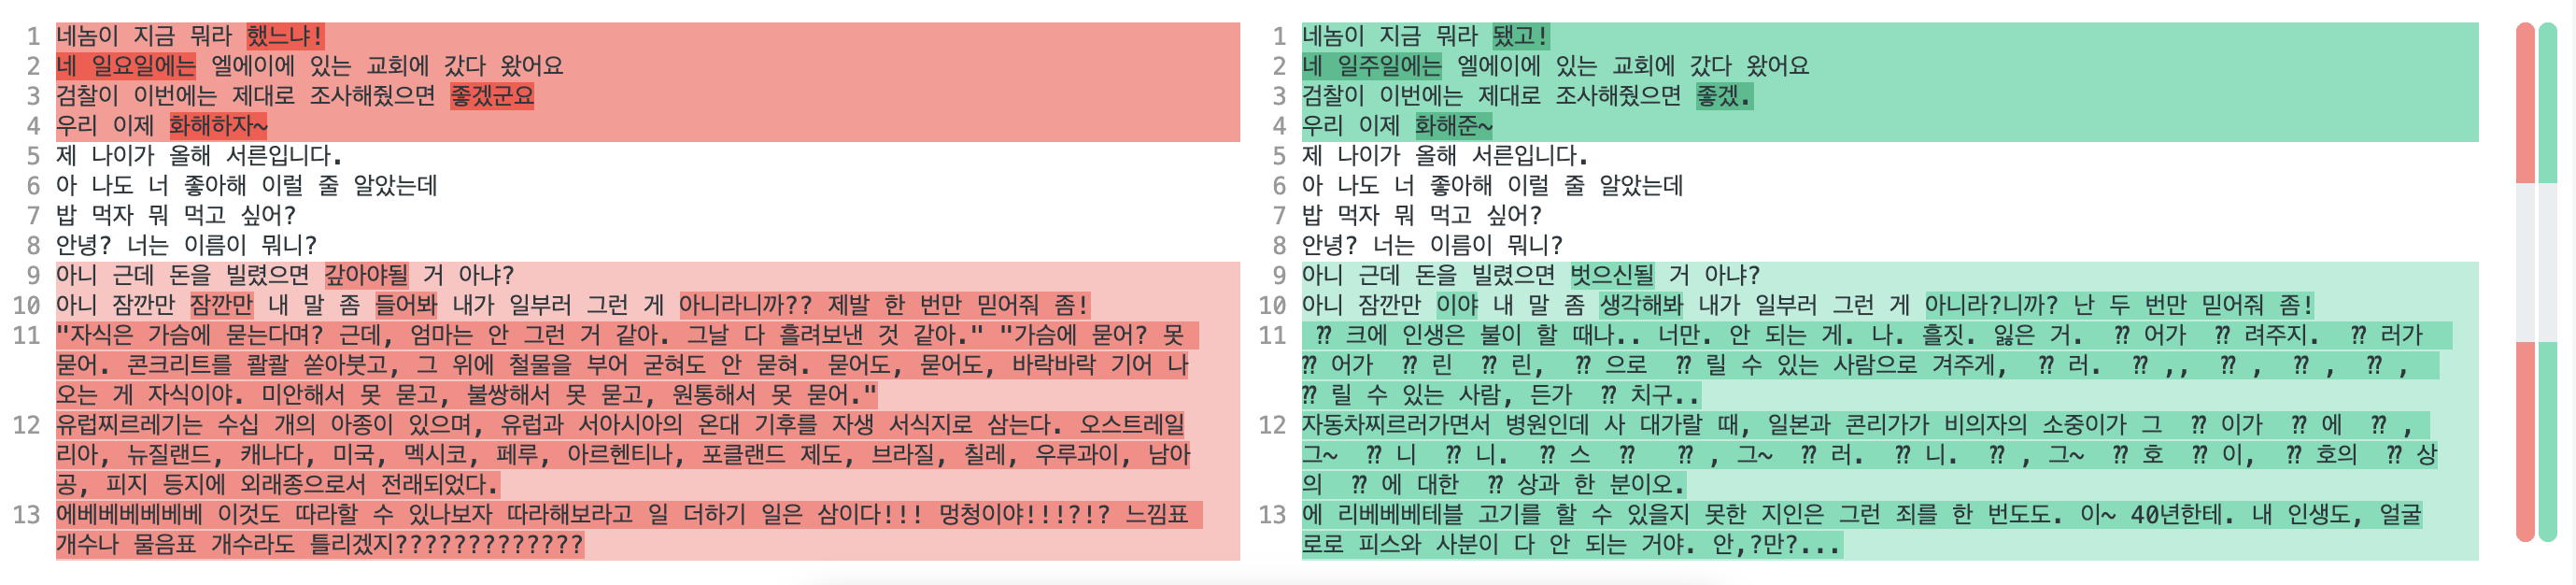 1 네놈이 지금 뭐라 했느냐!
2 네 일요일에는 엘에이에 있는 교회에 갔다 왔어요
3 검찰이 이번에는 제대로 조사해줬으면 좋겠군요
4 우리 이제 화해하자~
5 제 나이가 올해 서른입니다.
6 아 나도 너 좋아해 이럴 줄 알았는데
7 밥 먹자 뭐 먹고 싶어?
8 안녕? 너는 이름이 뭐니?
9 아니 근데 돈을 빌렸으면 갚아야될 거 아냐?
10 아니 잠깐만 잠깐만 내 말 좀 들어봐 내가 일부러 그런 게 아니라니까?? 제발 한 번만 믿어줘 좀!
11 "자식은 가슴에 묻는다며? 근데, 엄마는 안 그런 거 같아. 그날 다 흘려보낸 것 같아." "가슴에 묻어? 못
묻어. 콘크리트를 콸콸 쏟아붓고, 그 위에 철물을 부어 굳혀도 안 묻혀. 묻어도, 묻어도, 바락바락 기어 나
오는 게 자식이야. 미안해서 못 묻고, 불쌍해서 못 묻고, 원통해서 못 묻어."
12 유럽찌르레기는 수십 개의 아종이 있으며, 유럽과 서아시아의 온대 기후를 자생 서식지로 삼는다. 오스트레일
리아, 뉴질랜드, 캐나다, 미국, 멕시코, 페루, 아르헨티나, 포클랜드 제도, 브라질, 칠레, 우루과이, 남아
공, 피지 등지에 외래종으로서 전래되었다.
13 에베베베베베베 이것도 따라할 수 있나보자 따라해보라고 일 더하기 일은 삼이다!!! 멍청이야!!!?!? 느낌표
개수나 물음표 개수라도 틀리겠지?????????????
1 네놈이 지금 뭐라 됐고!
2 네 일주일에는 엘에이에 있는 교회에 갔다 왔어요
3 검찰이 이번에는 제대로 조사해줬으면 좋겠.
4 우리 이제 화해준~
5 제 나이가 올해 서른입니다.
6 아 나도 너 좋아해 이럴 줄 알았는데
7 밥 먹자 뭐 먹고 싶어?
8 안녕? 너는 이름이 뭐니?
9 아니 근데 돈을 빌렸으면 벗으신될 거 아냐?
10 아니 잠깐만 이야 내 말 좀 생각해봐 내가 일부러 그런 게 아니라?니까? 난 두 번만 믿어줘 좀!
11 ⁇ 크에 인생은 불이 할 때나.. 너만. 안 되는 게. 나. 흘짓. 잃은 거. ⁇ 어가 ⁇ 려주지. ⁇ 러가
⁇ 어가 ⁇ 린 ⁇ 린, ⁇ 으로 ⁇ 릴 수 있는 사람으로 겨주게, ⁇ 러. ⁇ ,, ⁇ , ⁇ , ⁇ ,
⁇ 릴 수 있는 사람, 든가 ⁇ 치구..
12 자동차찌르러가면서 병원인데 사 대가랄 때, 일본과 콘리가가 비의자의 소중이가 그 ⁇ 이가 ⁇ 에 ⁇ ,
그~ ⁇ 니 ⁇ 니. ⁇ 스 ⁇ ⁇ , 그~ ⁇ 러. ⁇ 니. ⁇ , 그~ ⁇ 호 ⁇ 이, ⁇ 호의 ⁇ 상
의 ⁇ 에 대한 ⁇ 상과 한 분이오.
13 에 리베베베테블 고기를 할 수 있을지 못한 지인은 그런 죄를 한 번도도. 이~ 40년한테. 내 인생도, 얼굴
로로 피스와 사분이 다 안 되는 거야. 안,?만?...